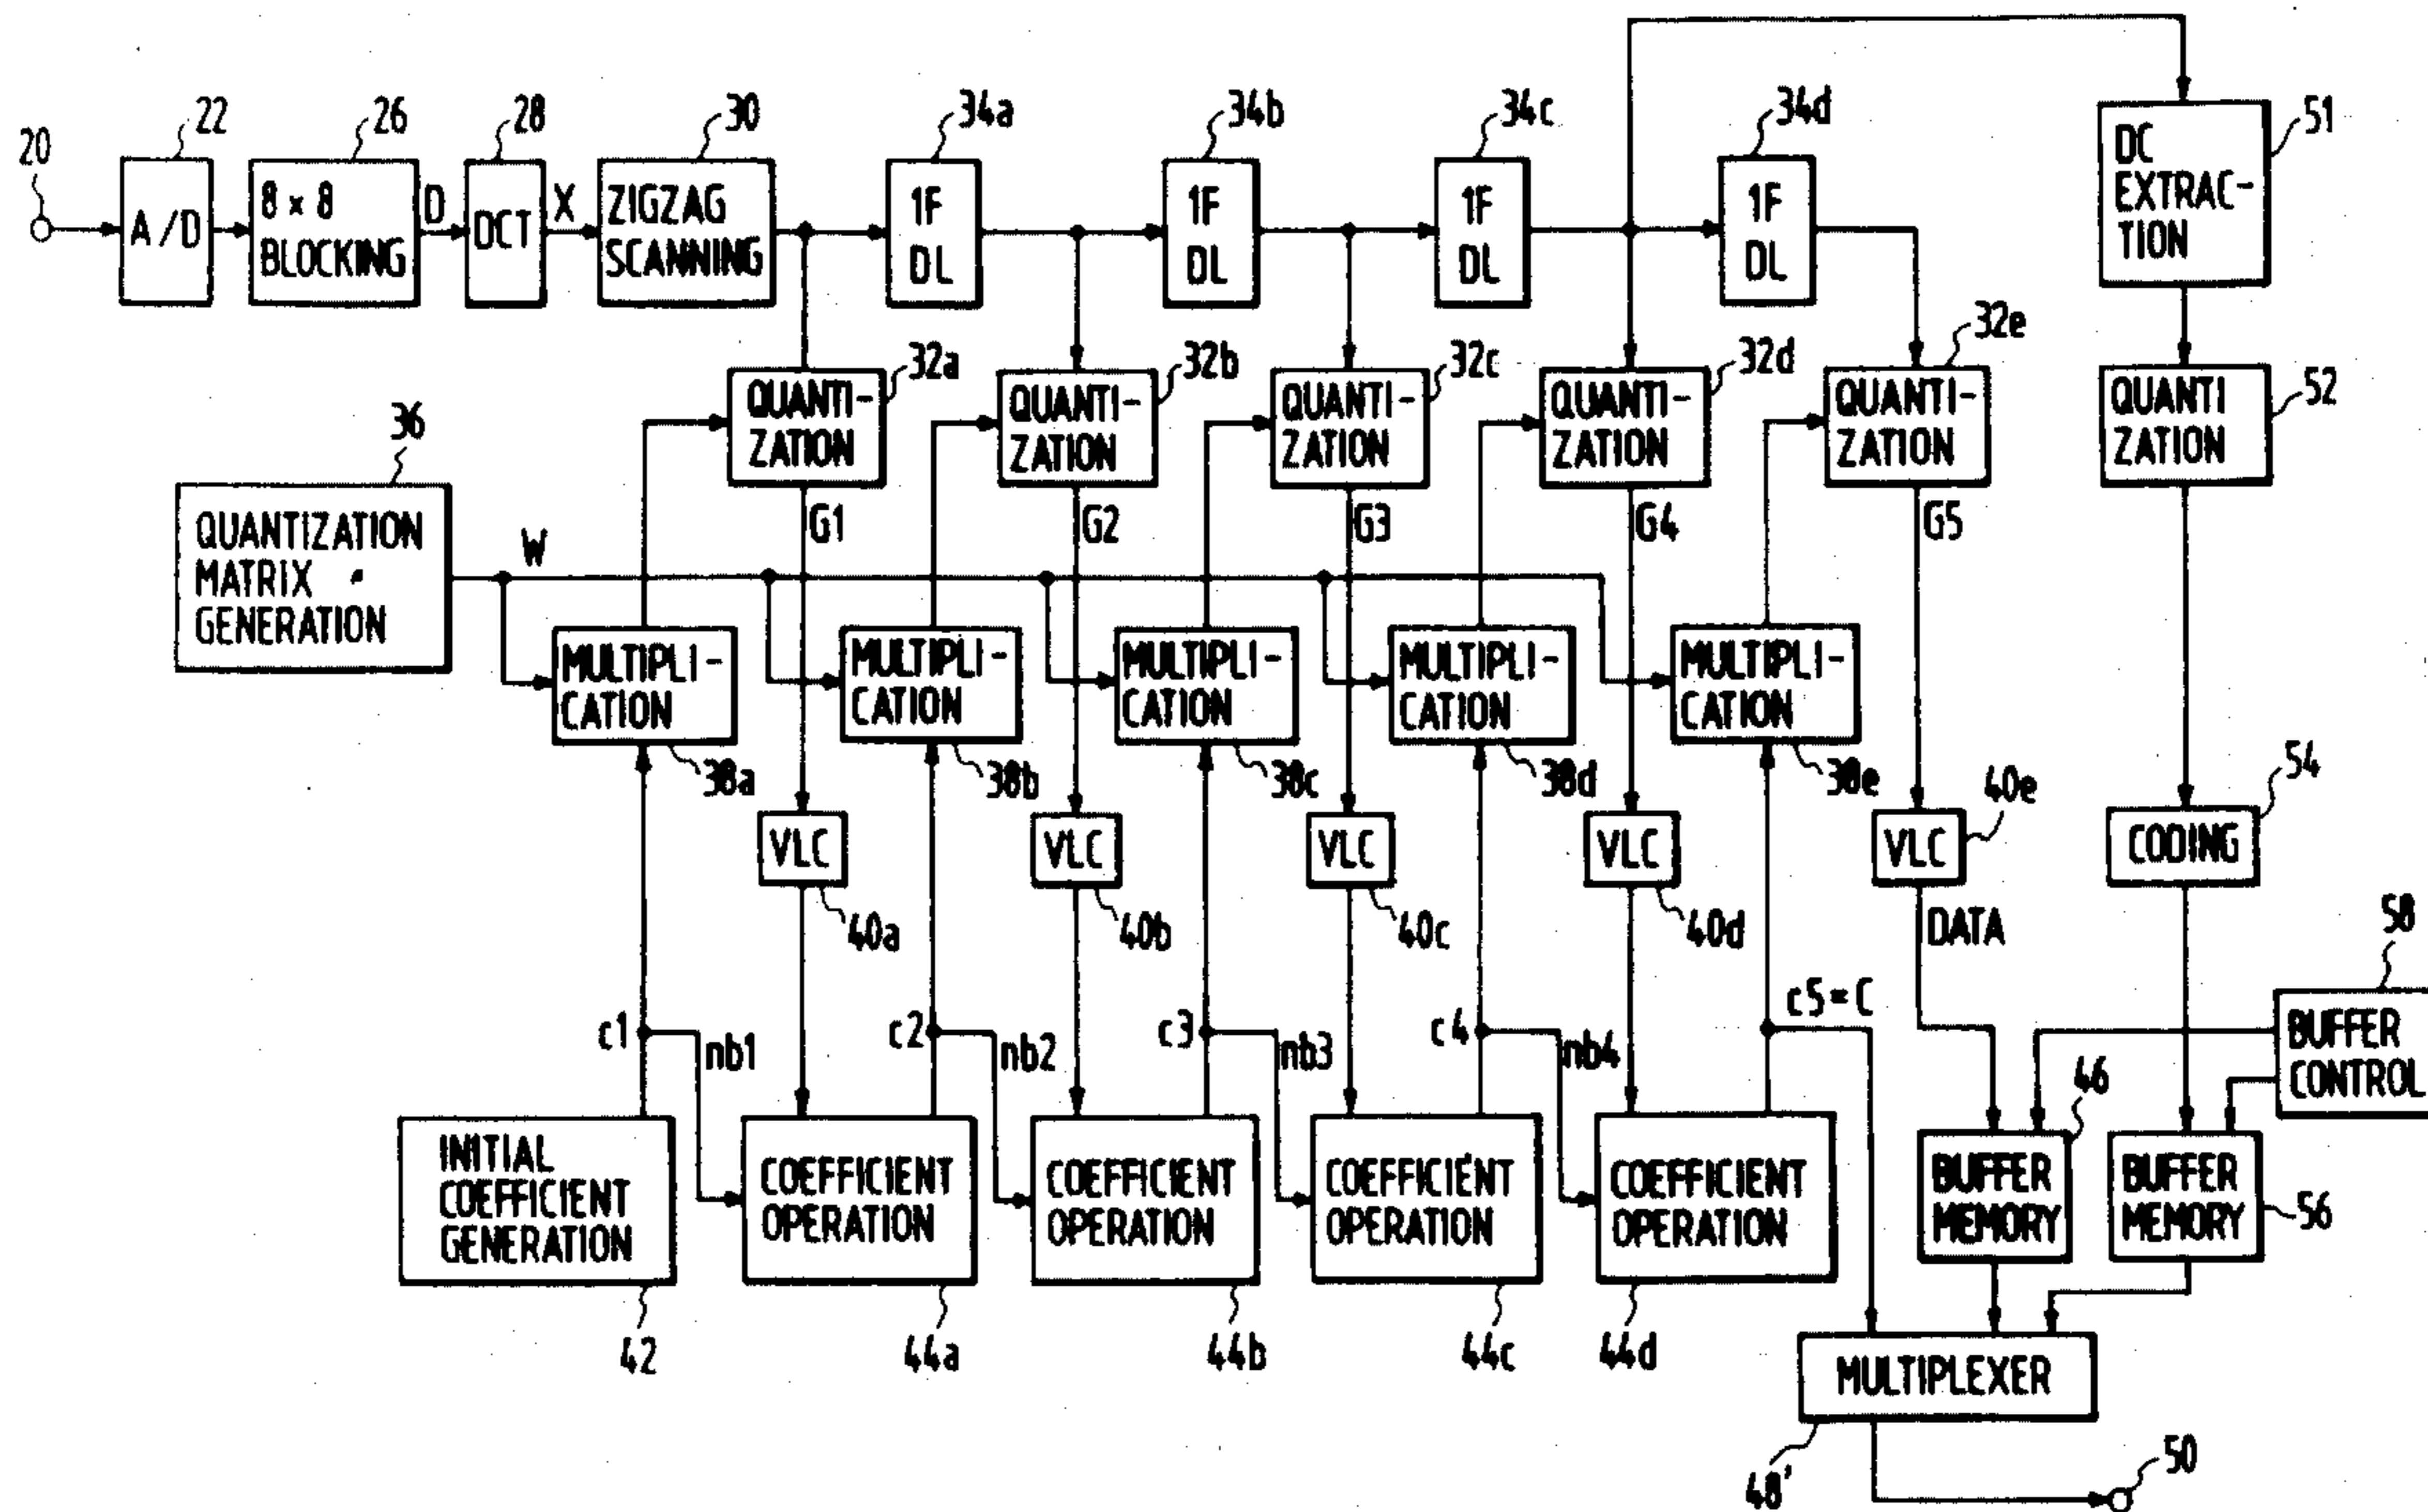 20
22
26
28
30
34a
34b
34c
34d
51
A/D
8 × 8
BLOCKING
D
DCT
X
ZIGZAG
SCANNING
1F
DL
1F
DL
1F
DL
1F
DL
DC
EXTRAC-
TION
32a
32b
32c
32d
32e
QUANTI-
ZATION
QUANTI-
ZATION
QUANTI-
ZATION
QUANTI-
ZATION
QUANTI-
ZATION
QUANTI
ZATION
52
36
QUANTIZATION
MATRIX
GENERATION
W
G1
G2
G3
G4
G5
MULTIPLI-
CATION
MULTIPLI-
CATION
MULTIPLI-
CATION
MULTIPLI-
CATION
MULTIPLI-
CATION
38a
38b
38c
38d
38e
40e
54
VLC
VLC
VLC
VLC
VLC
CODING
40a
40b
40c
40d
DATA
58
c1
nb1
c2
nb2
c3
nb3
c4
nb4
c5=C
BUFFER
CONTROL
46
INITIAL
COEFFICIENT
GENERATION
COEFFICIENT
OPERATION
COEFFICIENT
OPERATION
COEFFICIENT
OPERATION
COEFFICIENT
OPERATION
BUFFER
MEMORY
BUFFER
MEMORY
56
42
44a
44b
44c
44d
MULTIPLEXER
48'
50